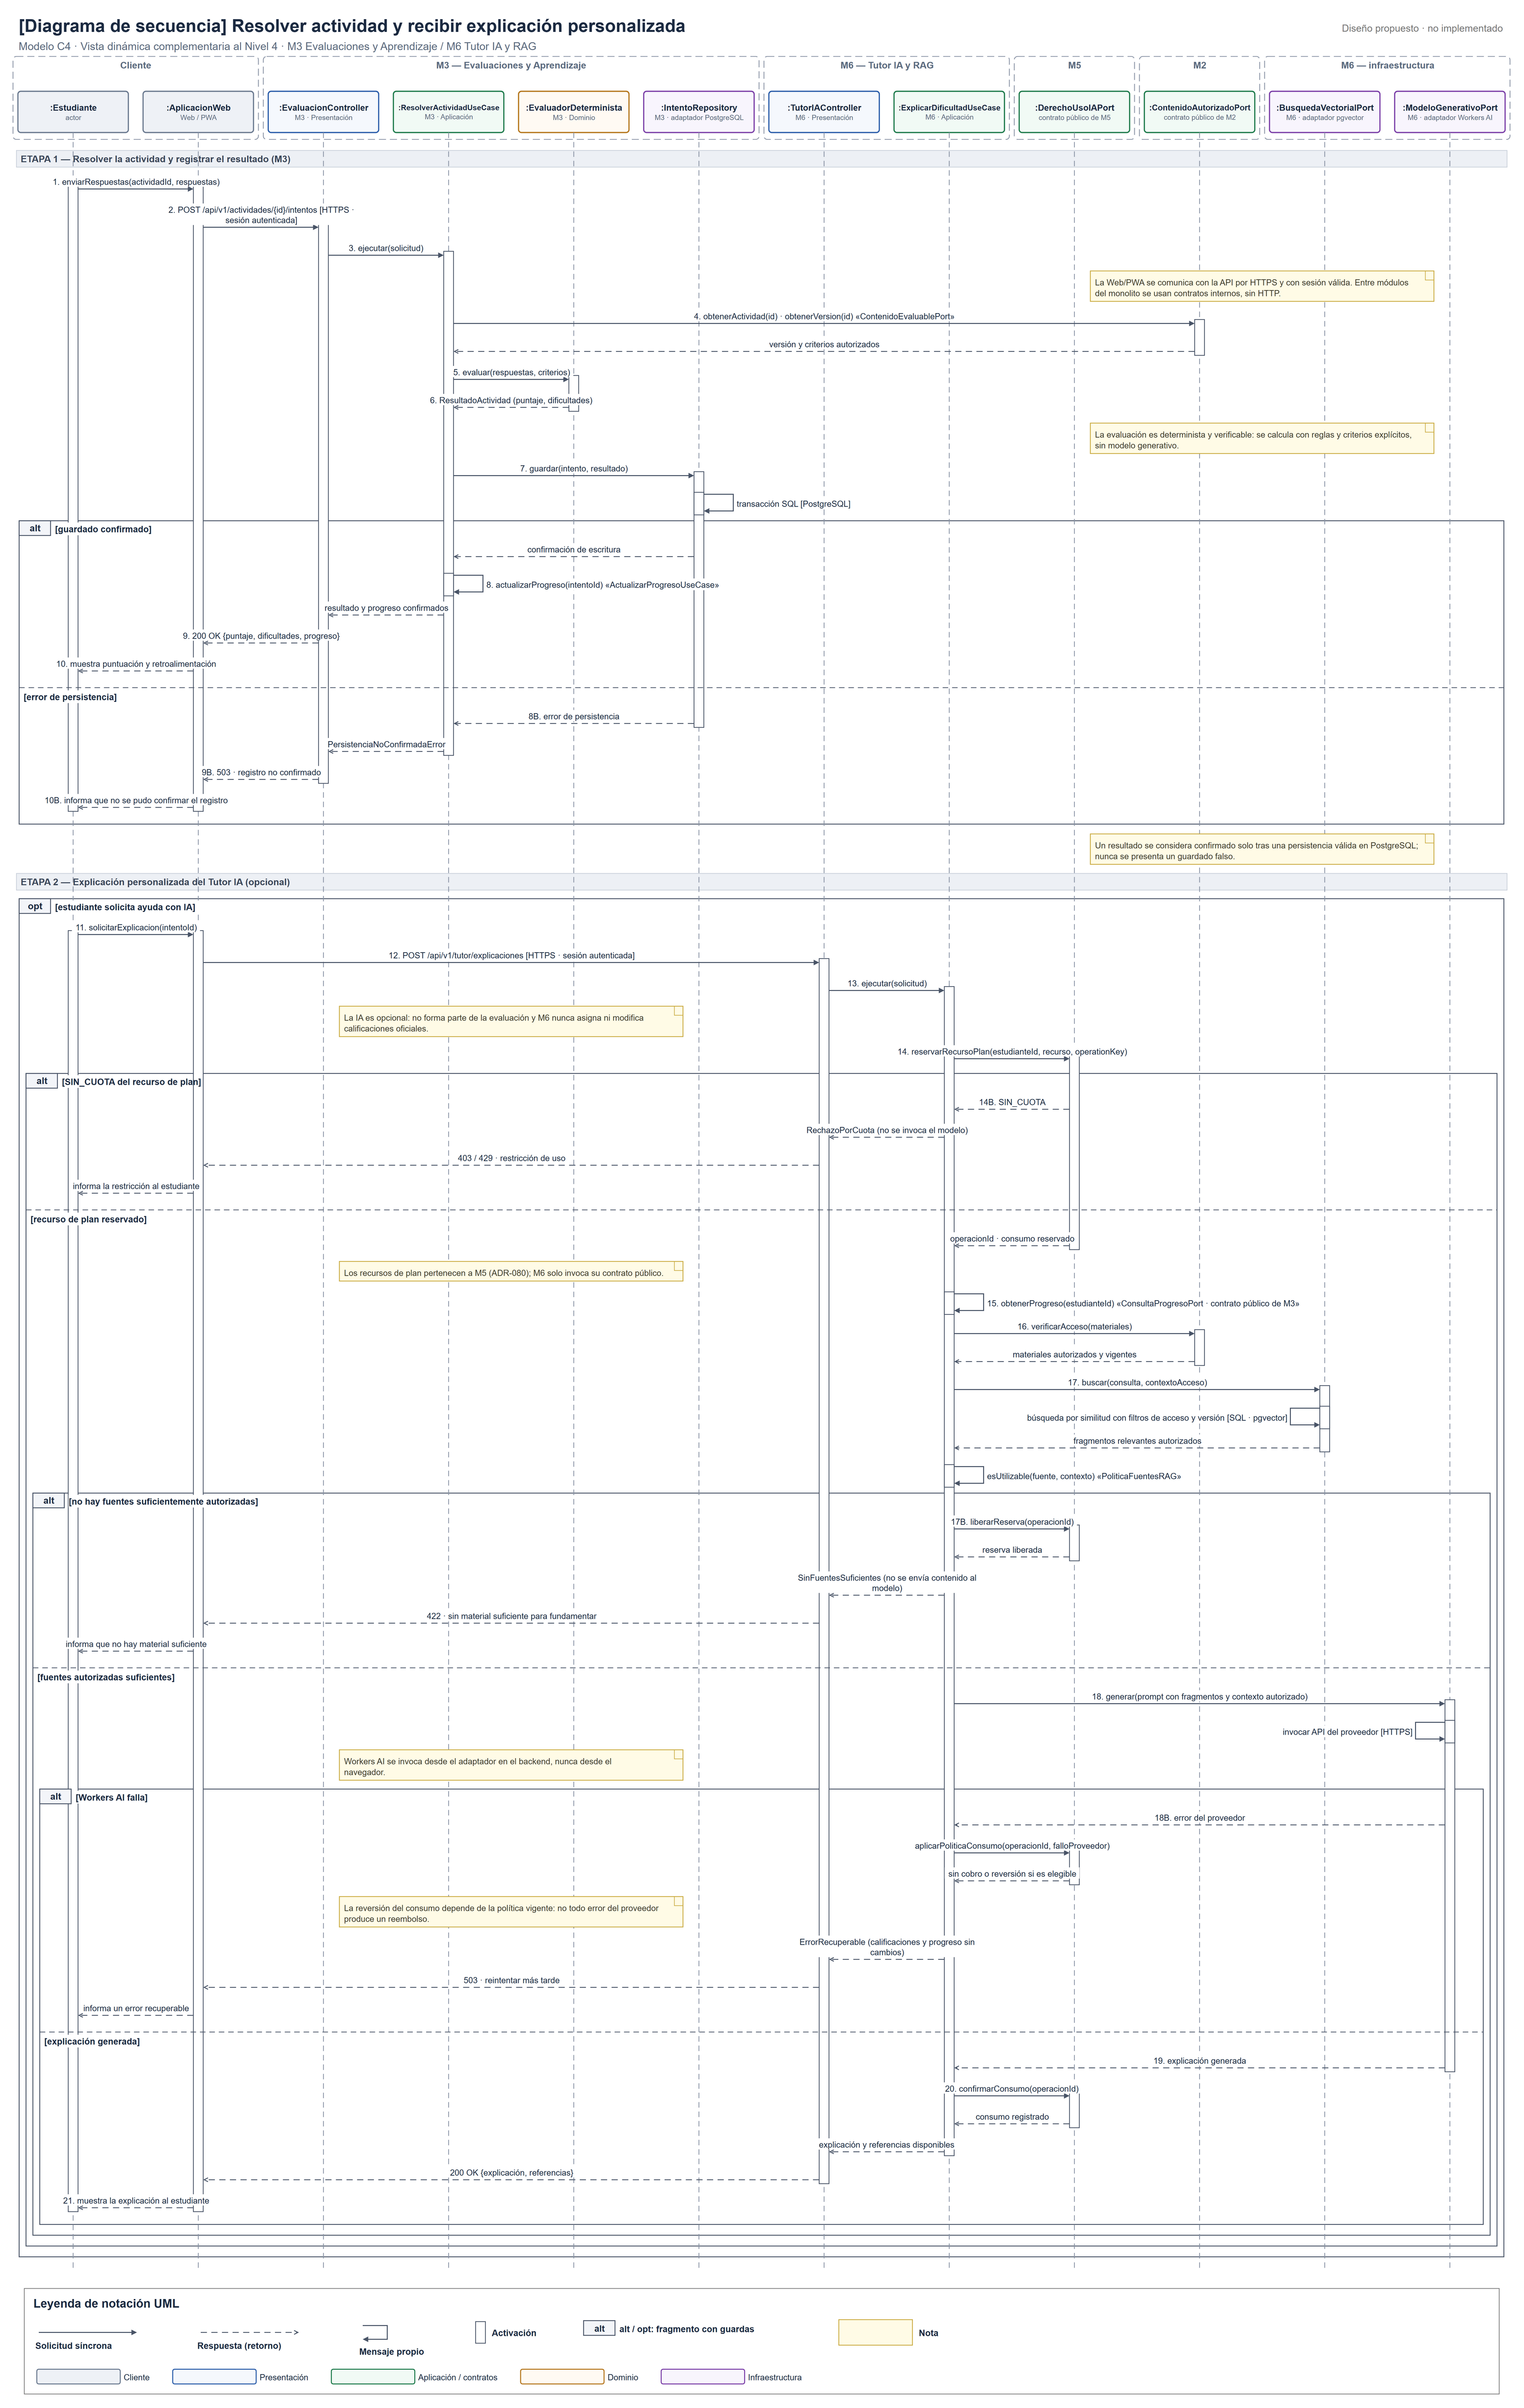 [Diagrama de secuencia] Resolver actividad y recibir explicación personalizada
Diseño propuesto · no implementado
Modelo C4 · Vista dinámica complementaria al Nivel 4 · M3 Evaluaciones y Aprendizaje / M6 Tutor IA y RAG
Cliente
M3 — Evaluaciones y Aprendizaje
M6 — Tutor IA y RAG
M5
M2
M6 — infraestructura
:Estudiante
actor
:AplicacionWeb
Web / PWA
:EvaluacionController
M3 · Presentación
:ResolverActividadUseCase
M3 · Aplicación
:EvaluadorDeterminista
M3 · Dominio
:IntentoRepository
M3 · adaptador PostgreSQL
:TutorIAController
M6 · Presentación
:ExplicarDificultadUseCase
M6 · Aplicación
:DerechoUsoIAPort
contrato público de M5
:ContenidoAutorizadoPort
contrato público de M2
:BusquedaVectorialPort
M6 · adaptador pgvector
:ModeloGenerativoPort
M6 · adaptador Workers AI
ETAPA 1 — Resolver la actividad y registrar el resultado (M3)
1. enviarRespuestas(actividadId, respuestas)
2. POST /api/v1/actividades/{id}/intentos [HTTPS ·
sesión autenticada]
3. ejecutar(solicitud)
La Web/PWA se comunica con la API por HTTPS y con sesión válida. Entre módulos
del monolito se usan contratos internos, sin HTTP.
4. obtenerActividad(id) · obtenerVersion(id) «ContenidoEvaluablePort»
versión y criterios autorizados
5. evaluar(respuestas, criterios)
6. ResultadoActividad (puntaje, dificultades)
La evaluación es determinista y verificable: se calcula con reglas y criterios explícitos,
sin modelo generativo.
7. guardar(intento, resultado)
transacción SQL [PostgreSQL]
alt
[guardado confirmado]
confirmación de escritura
8. actualizarProgreso(intentoId) «ActualizarProgresoUseCase»
resultado y progreso confirmados
9. 200 OK {puntaje, dificultades, progreso}
10. muestra puntuación y retroalimentación
[error de persistencia]
8B. error de persistencia
PersistenciaNoConfirmadaError
9B. 503 · registro no confirmado
10B. informa que no se pudo confirmar el registro
Un resultado se considera confirmado solo tras una persistencia válida en PostgreSQL;
nunca se presenta un guardado falso.
ETAPA 2 — Explicación personalizada del Tutor IA (opcional)
opt
[estudiante solicita ayuda con IA]
11. solicitarExplicacion(intentoId)
12. POST /api/v1/tutor/explicaciones [HTTPS · sesión autenticada]
13. ejecutar(solicitud)
La IA es opcional: no forma parte de la evaluación y M6 nunca asigna ni modifica
calificaciones oficiales.
14. reservarRecursoPlan(estudianteId, recurso, operationKey)
alt
[SIN_CUOTA del recurso de plan]
14B. SIN_CUOTA
RechazoPorCuota (no se invoca el modelo)
403 / 429 · restricción de uso
informa la restricción al estudiante
[recurso de plan reservado]
operacionId · consumo reservado
Los recursos de plan pertenecen a M5 (ADR-080); M6 solo invoca su contrato público.
15. obtenerProgreso(estudianteId) «ConsultaProgresoPort · contrato público de M3»
16. verificarAcceso(materiales)
materiales autorizados y vigentes
17. buscar(consulta, contextoAcceso)
búsqueda por similitud con filtros de acceso y versión [SQL · pgvector]
fragmentos relevantes autorizados
esUtilizable(fuente, contexto) «PoliticaFuentesRAG»
alt
[no hay fuentes suficientemente autorizadas]
17B. liberarReserva(operacionId)
reserva liberada
SinFuentesSuficientes (no se envía contenido al
modelo)
422 · sin material suficiente para fundamentar
informa que no hay material suficiente
[fuentes autorizadas suficientes]
18. generar(prompt con fragmentos y contexto autorizado)
invocar API del proveedor [HTTPS]
Workers AI se invoca desde el adaptador en el backend, nunca desde el
navegador.
alt
[Workers AI falla]
18B. error del proveedor
aplicarPoliticaConsumo(operacionId, falloProveedor)
sin cobro o reversión si es elegible
La reversión del consumo depende de la política vigente: no todo error del proveedor
produce un reembolso.
ErrorRecuperable (calificaciones y progreso sin
cambios)
503 · reintentar más tarde
informa un error recuperable
[explicación generada]
19. explicación generada
20. confirmarConsumo(operacionId)
consumo registrado
explicación y referencias disponibles
200 OK {explicación, referencias}
21. muestra la explicación al estudiante
Leyenda de notación UML
Solicitud síncrona
Respuesta (retorno)
Mensaje propio
Activación
alt
alt / opt: fragmento con guardas
Nota
Cliente
Presentación
Aplicación / contratos
Dominio
Infraestructura